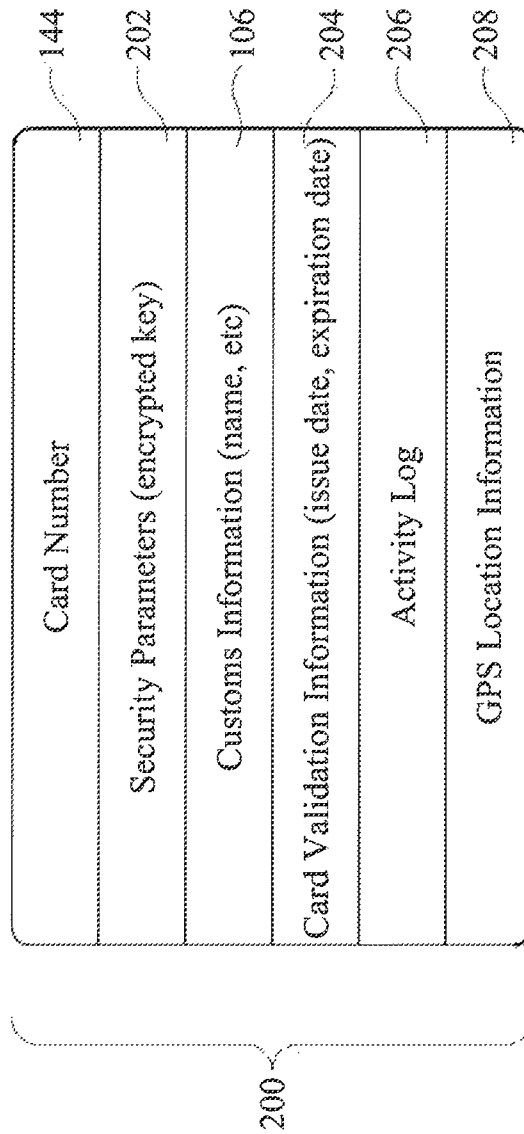 Card Number 144
Security Parameters (encrypted key) 202
Customs Information (name, etc) 106
Card Validation Information (issue date, expiration date) 204
Activity Log 206
GPS Location Information 208
200